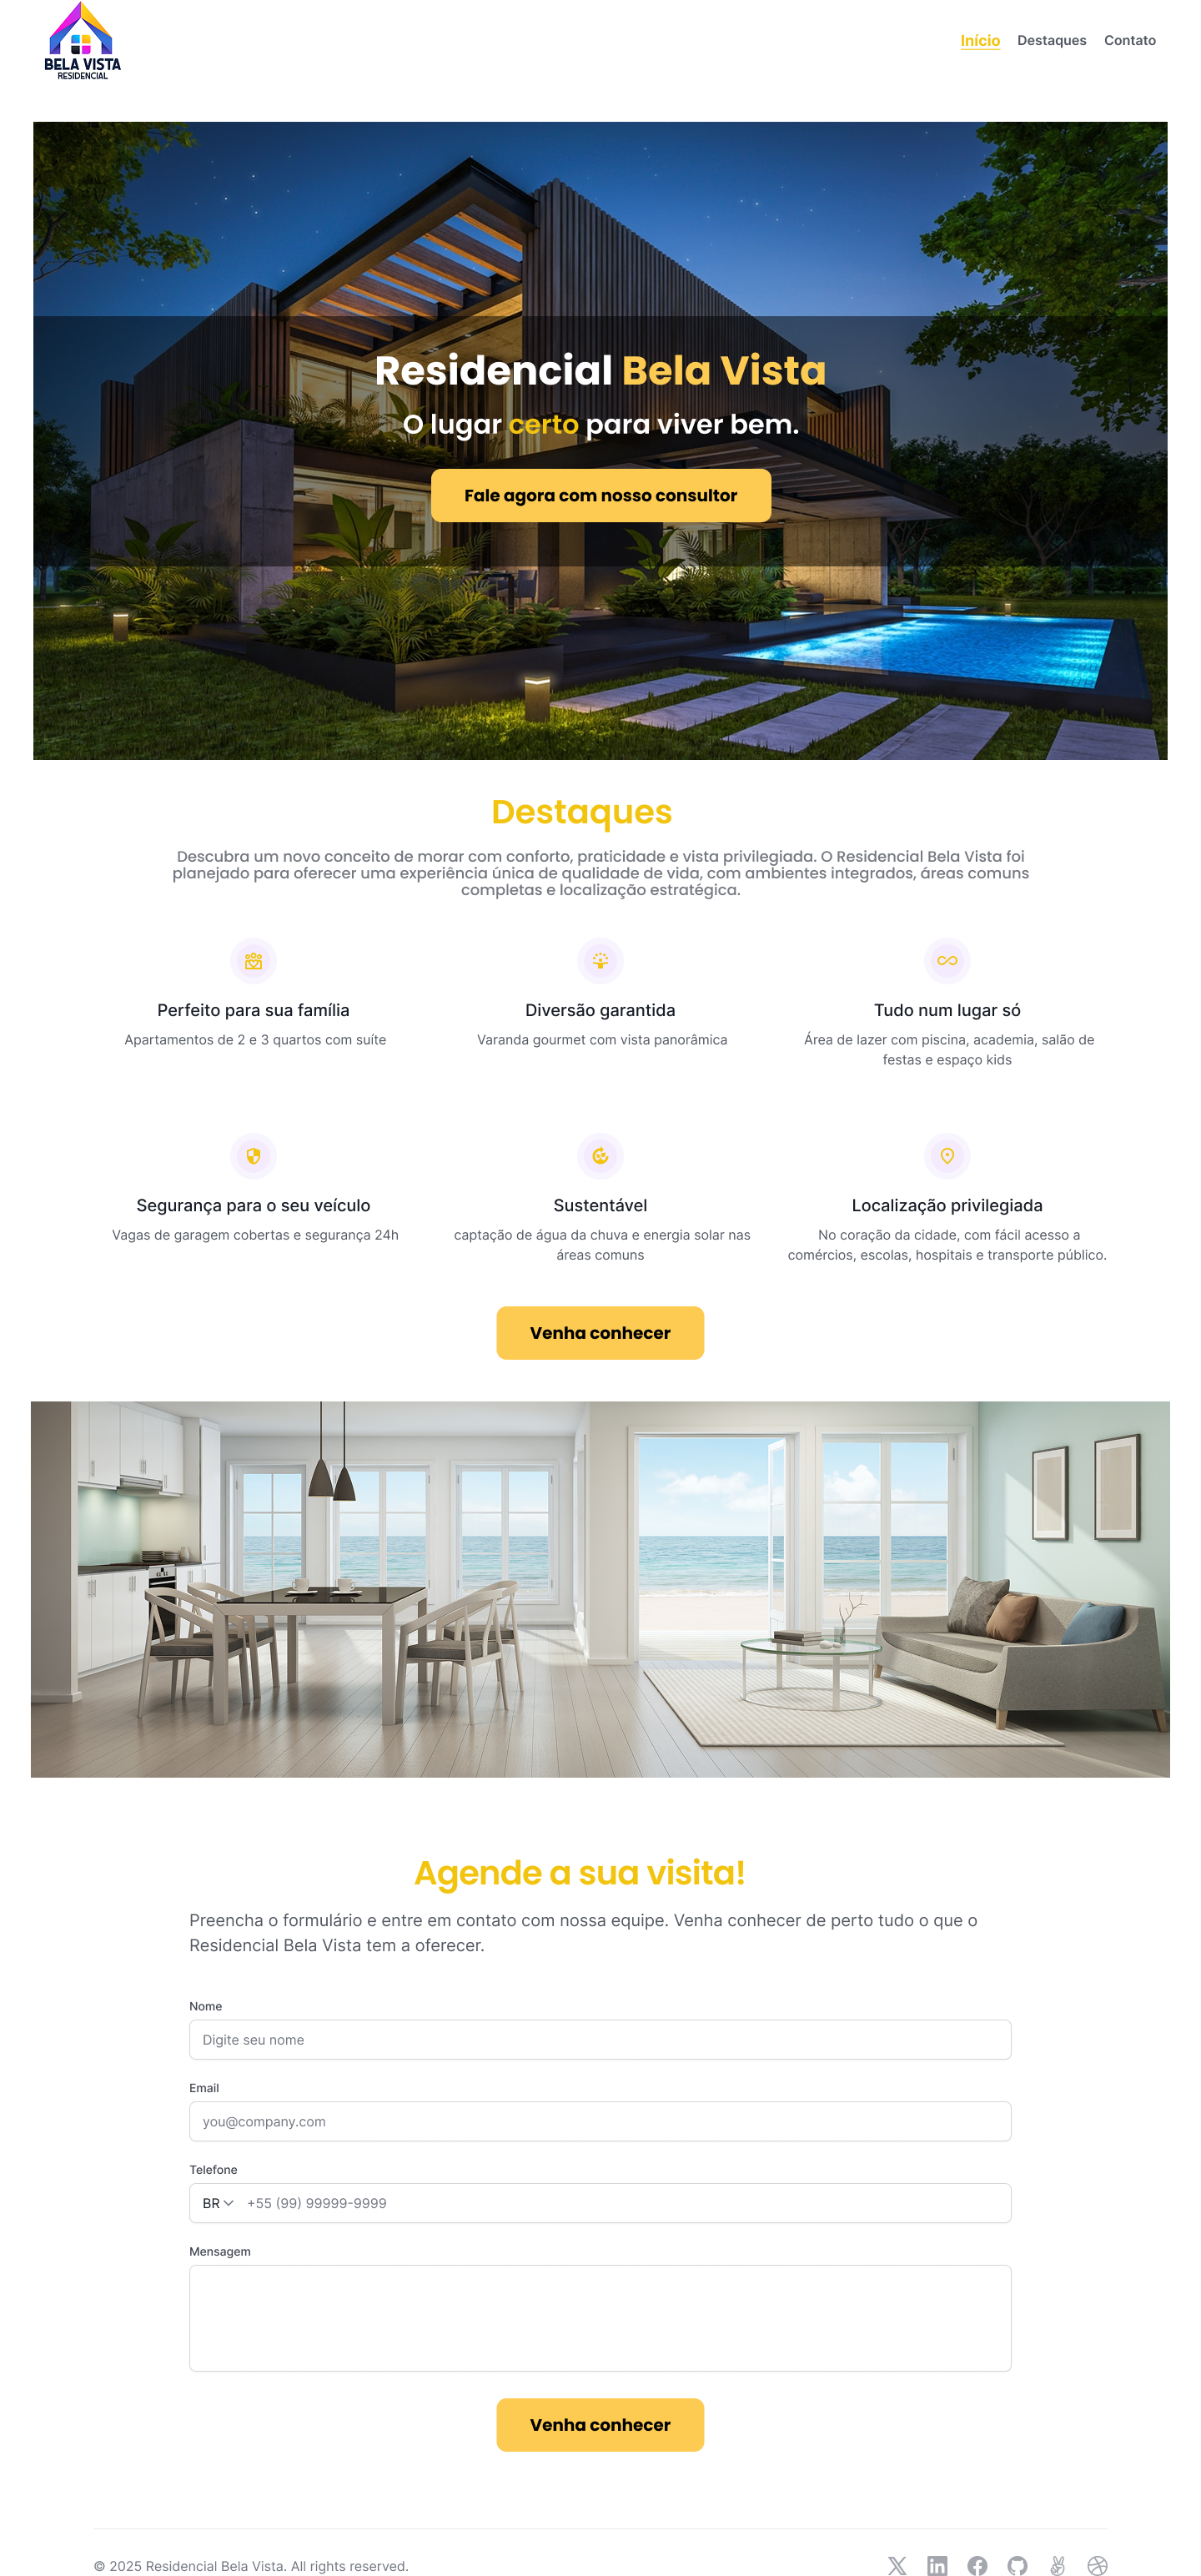 BELA VISTA
RESIDENCIAL
Início Destaques Contato
Residencial Bela Vista
O lugar certo para viver bem.
Fale agora com nosso consultor
Destaques
Descubra um novo conceito de morar com conforto, praticidade e vista privilegiada. O Residencial Bela Vista foi
planejado para oferecer uma experiência única de qualidade de vida, com ambientes integrados, áreas comuns
completas e localização estratégica.
Perfeito para sua família
Apartamentos de 2 e 3 quartos com suíte
Diversão garantida
Varanda gourmet com vista panorâmica
Tudo num lugar só
Área de lazer com piscina, academia, salão de
festas e espaço kids
Segurança para o seu veículo
Vagas de garagem cobertas e segurança 24h
Sustentável
captação de água da chuva e energia solar nas
áreas comuns
Localização privilegiada
No coração da cidade, com fácil acesso a
comércios, escolas, hospitais e transporte público.
Venha conhecer
Agende a sua visita!
Preencha o formulário e entre em contato com nossa equipe. Venha conhecer de perto tudo o que o
Residencial Bela Vista tem a oferecer.
Nome
Digite seu nome
Email
you@company.com
Telefone
BR +55 (99) 99999-9999
Mensagem
Venha conhecer
© 2025 Residencial Bela Vista. All rights reserved.